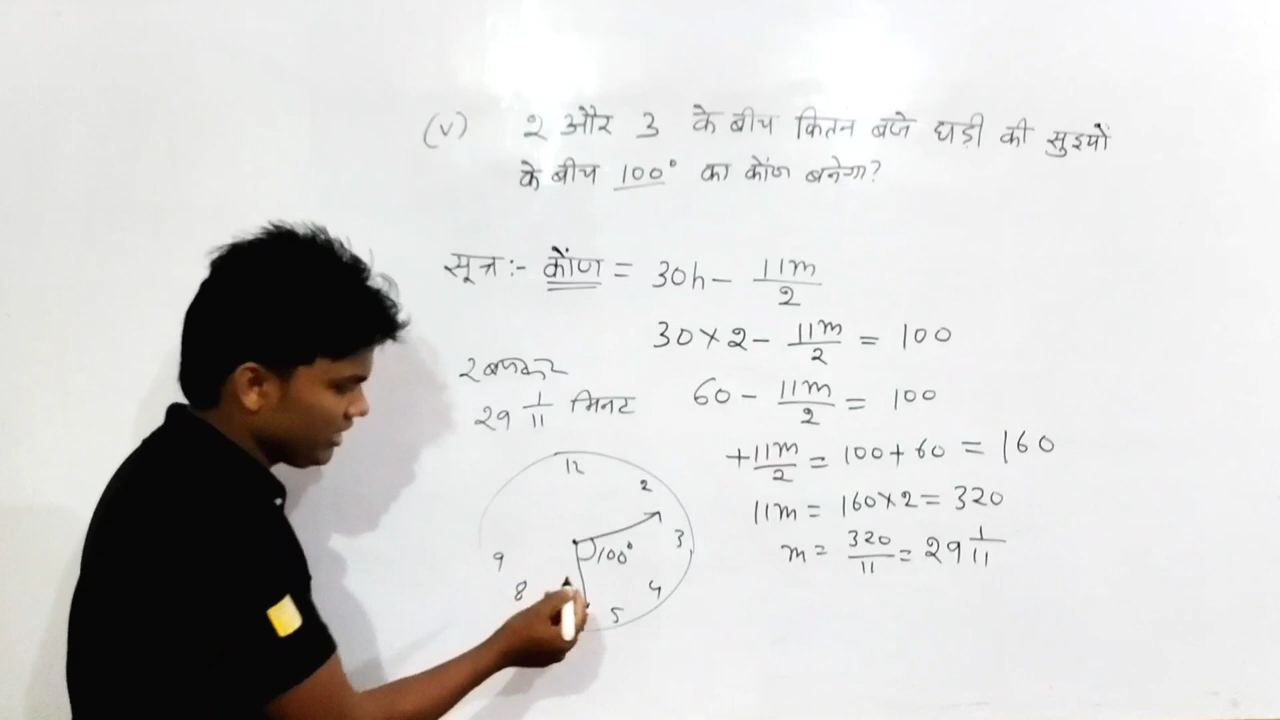 (v) 2 और 3 के बीच कितन बजे घड़ी की सुइयों
के बीच 100° का कोंण बनेगा?
सूत्र :- कोंण = 30h - 11m/2
30×2 - 11m/2 = 100
60 - 11m/2 = 100
+11m/2 = 100+60 = 160
11m = 160×2 = 320
m = 320/11 = 29 1/11
2 बजकर
29 1/11 मिनट
12
2
3
4
5
8
9
100°